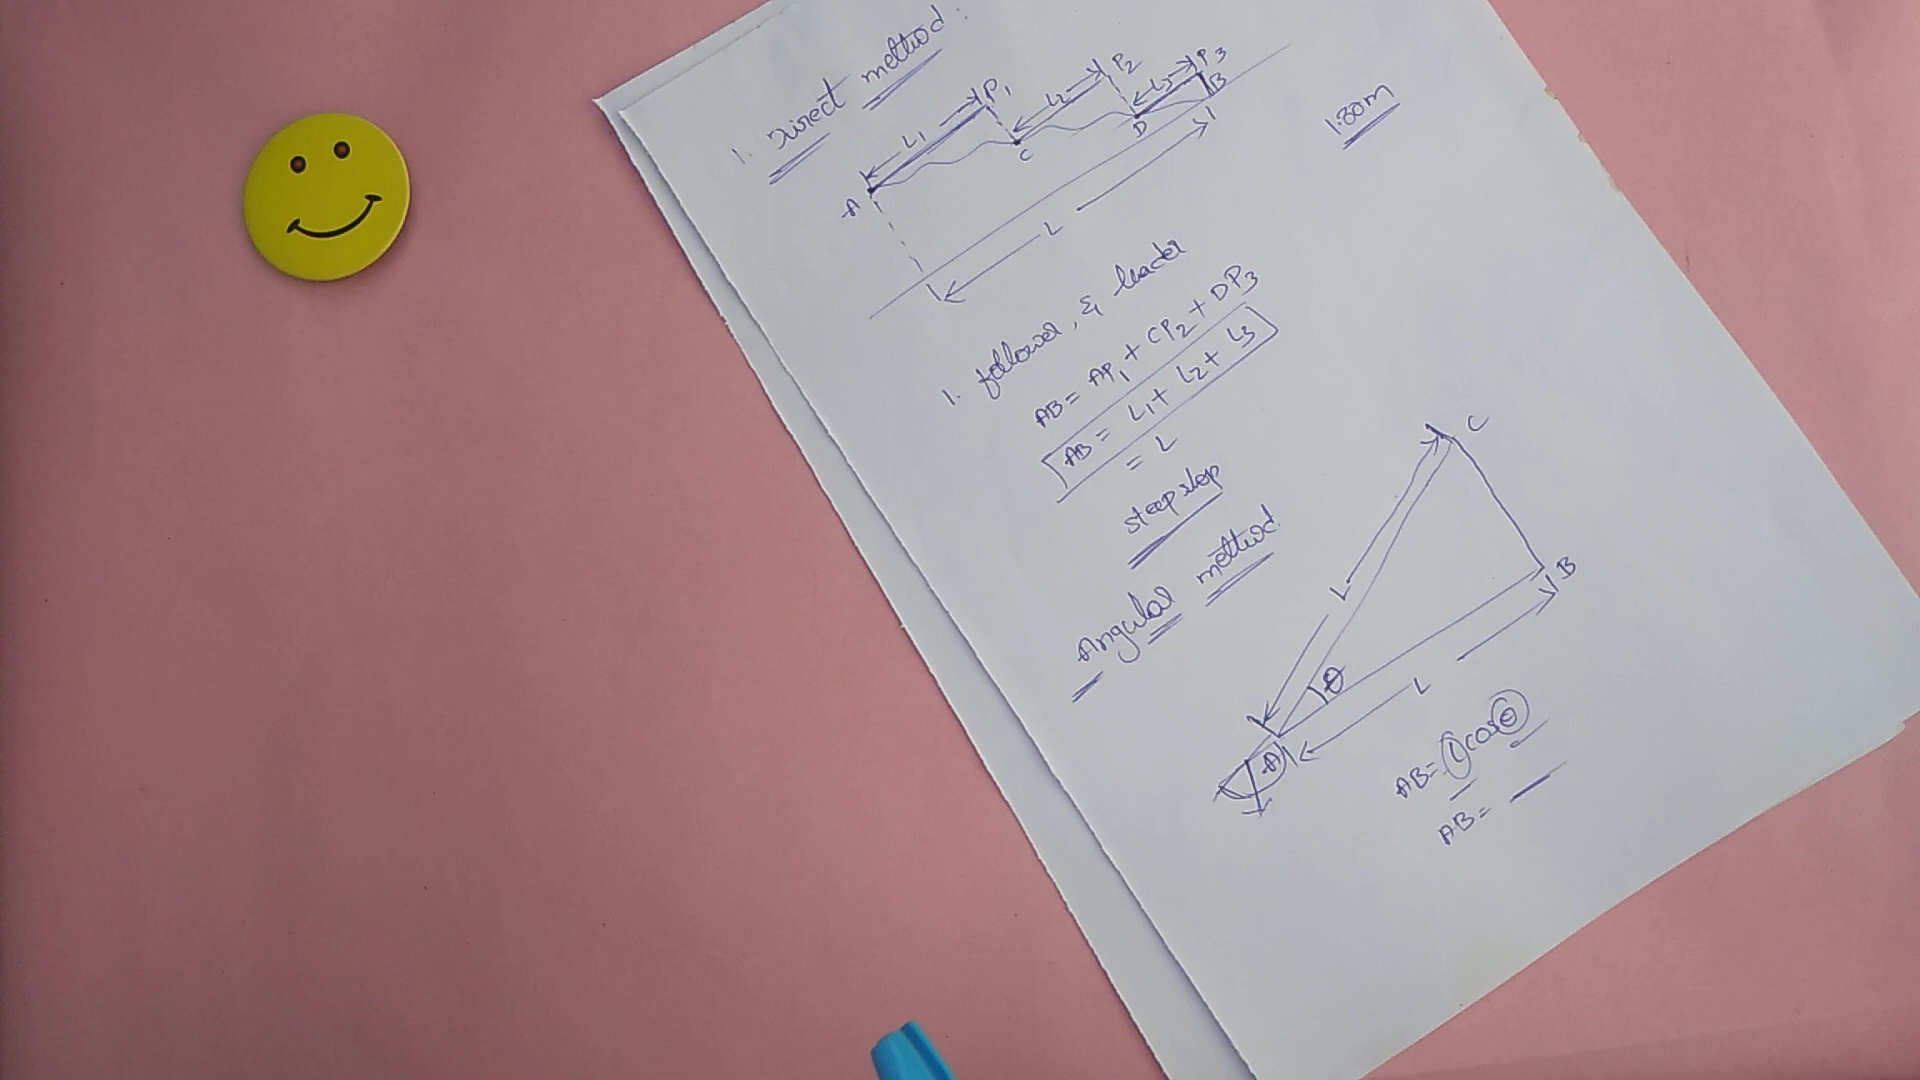 1. Direct method:
L1 P1 L2 P2 L3 P3
A C D B
L
1.80m
1. follower, & leader
AB = AP1 + CP2 + DP3
AB = L1 + L2 + L3
= L
steep slop
Angular method
C
L
B
θ
L
A
AB = l cosθ
AB =